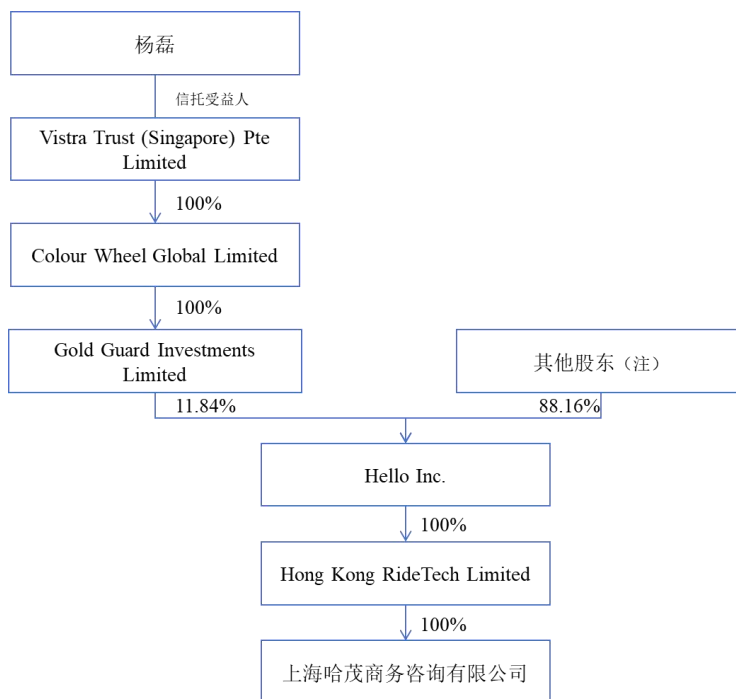 杨磊
信托受益人
Vistra Trust (Singapore) Pte
Limited
100%
Colour Wheel Global Limited
100%
Gold Guard Investments
Limited
其他股东（注）
11.84%
88.16%
Hello Inc.
100%
Hong Kong RideTech Limited
100%
上海哈茂商务咨询有限公司